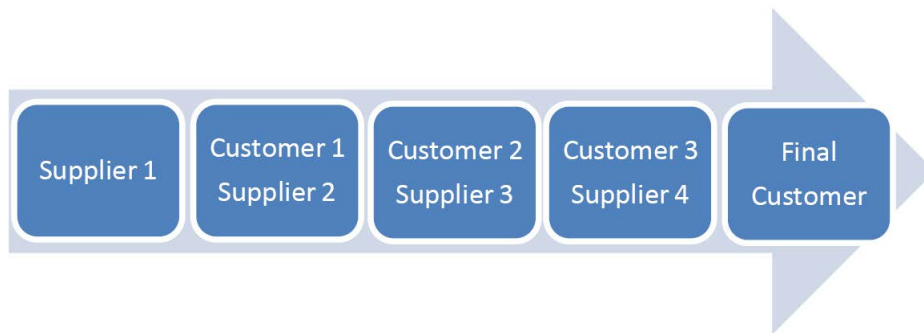 Supplier 1
Customer 1
Supplier 2
Customer 2
Supplier 3
Customer 3
Supplier 4
Final
Customer